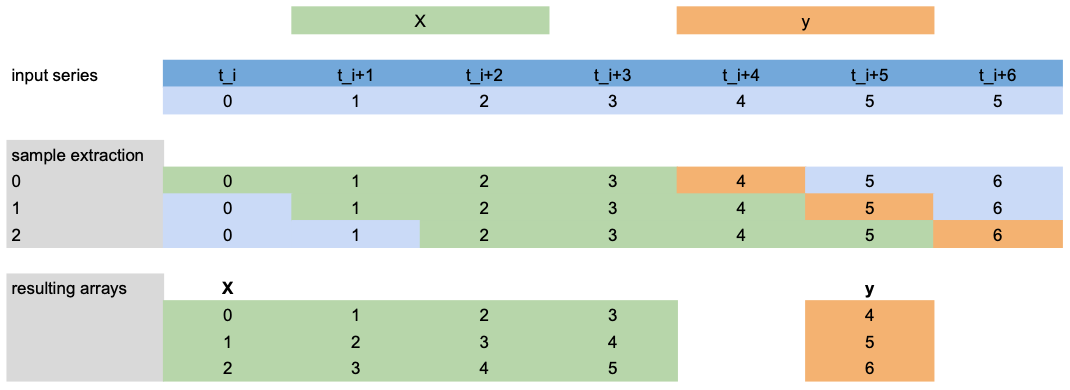 X y
input series t_i t_i+1 t_i+2 t_i+3 t_i+4 t_i+5 t_i+6
0 1 2 3 4 5 5
sample extraction
0 0 1 2 3 4 5 6
1 0 1 2 3 4 5 6
2 0 1 2 3 4 5 6
resulting arrays X y
0 1 2 3 4
1 2 3 4 5
2 3 4 5 6